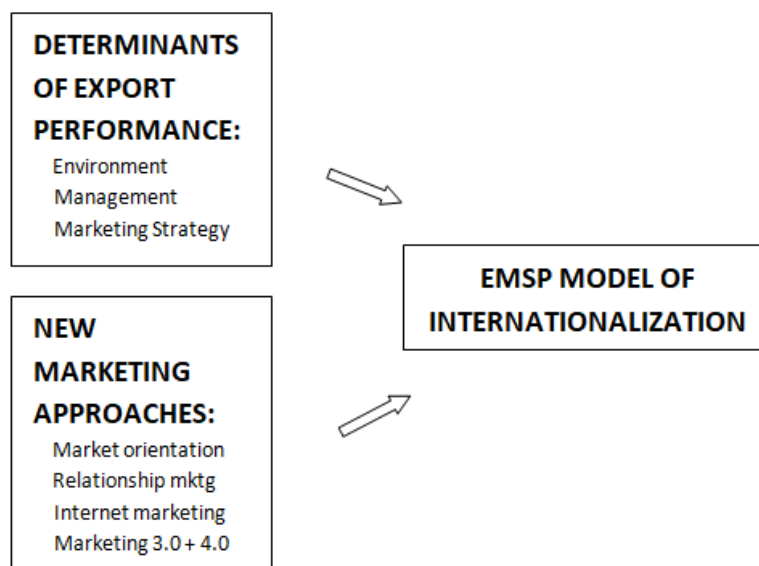 DETERMINANTS
OF EXPORT
PERFORMANCE:
Environment
Management
Marketing Strategy
NEW
MARKETING
APPROACHES:
Market orientation
Relationship mktg
Internet marketing
Marketing 3.0 + 4.0
EMSP MODEL OF
INTERNATIONALIZATION